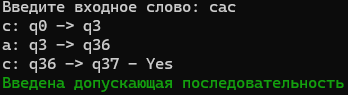 Введите входное слово: cac
c: q0 -> q3
a: q3 -> q36
c: q36 -> q37 - Yes
Введена допускающая последовательность